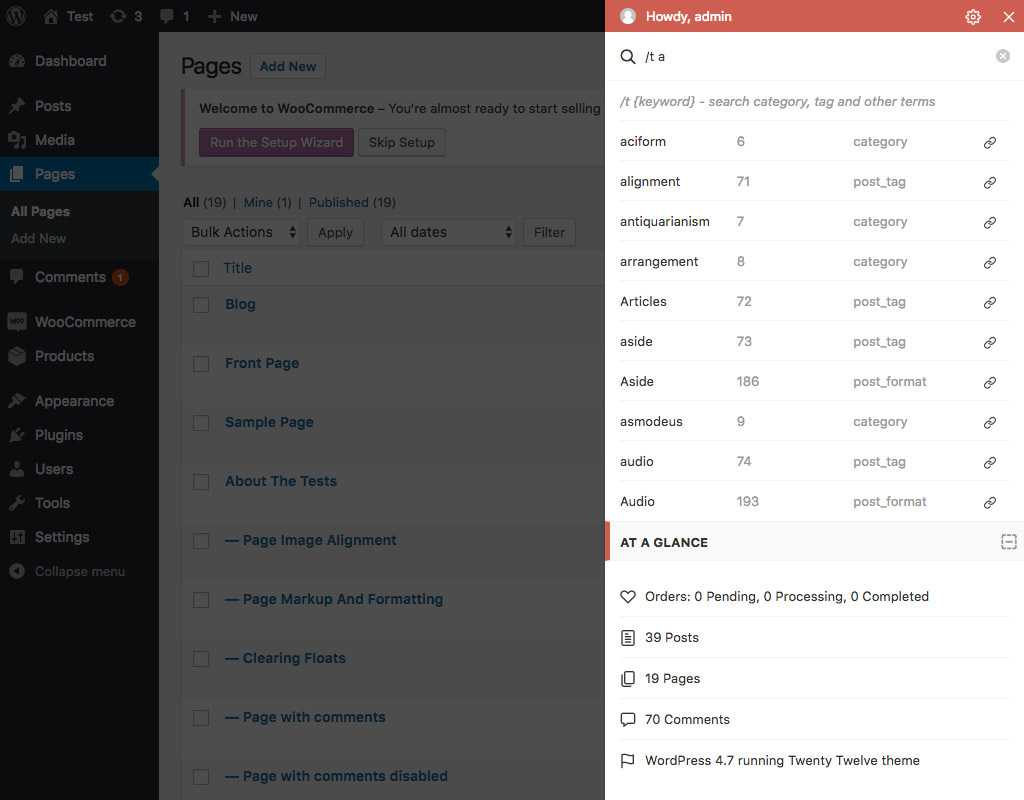 Test 3 1 New
Howdy, admin
Dashboard
Posts
Media
Pages
All Pages
Add New
Comments 1
WooCommerce
Products
Appearance
Plugins
Users
Tools
Settings
Collapse menu
Pages Add New
Welcome to WooCommerce – You're almost ready to start selling
Run the Setup Wizard Skip Setup
All (19) | Mine (1) | Published (19)
Bulk Actions Apply All dates Filter
Title
Blog
Front Page
Sample Page
About The Tests
— Page Image Alignment
— Page Markup And Formatting
— Clearing Floats
— Page with comments
— Page with comments disabled
/t a
/t {keyword} - search category, tag and other terms
aciform 6 category
alignment 71 post_tag
antiquarianism 7 category
arrangement 8 category
Articles 72 post_tag
aside 73 post_tag
Aside 186 post_format
asmodeus 9 category
audio 74 post_tag
Audio 193 post_format
AT A GLANCE
Orders: 0 Pending, 0 Processing, 0 Completed
39 Posts
19 Pages
70 Comments
WordPress 4.7 running Twenty Twelve theme